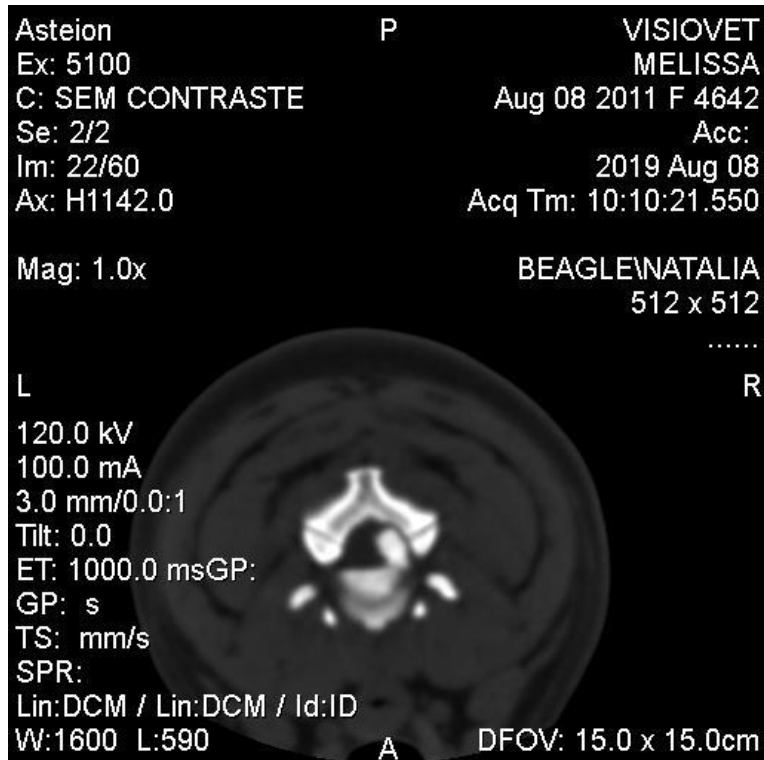 Asteion
Ex: 5100
C: SEM CONTRASTE
Se: 2/2
Im: 22/60
Ax: H1142.0
Mag: 1.0x
P
VISIOVET
MELISSA
Aug 08 2011 F 4642
Acc:
2019 Aug 08
Acq Tm: 10:10:21.550
BEAGLE\NATALIA
512 x 512
......
L
R
120.0 kV
100.0 mA
3.0 mm/0.0:1
Tilt: 0.0
ET: 1000.0 msGP:
GP: s
TS: mm/s
SPR:
Lin:DCM / Lin:DCM / Id:ID
W:1600 L:590
A
DFOV: 15.0 x 15.0cm